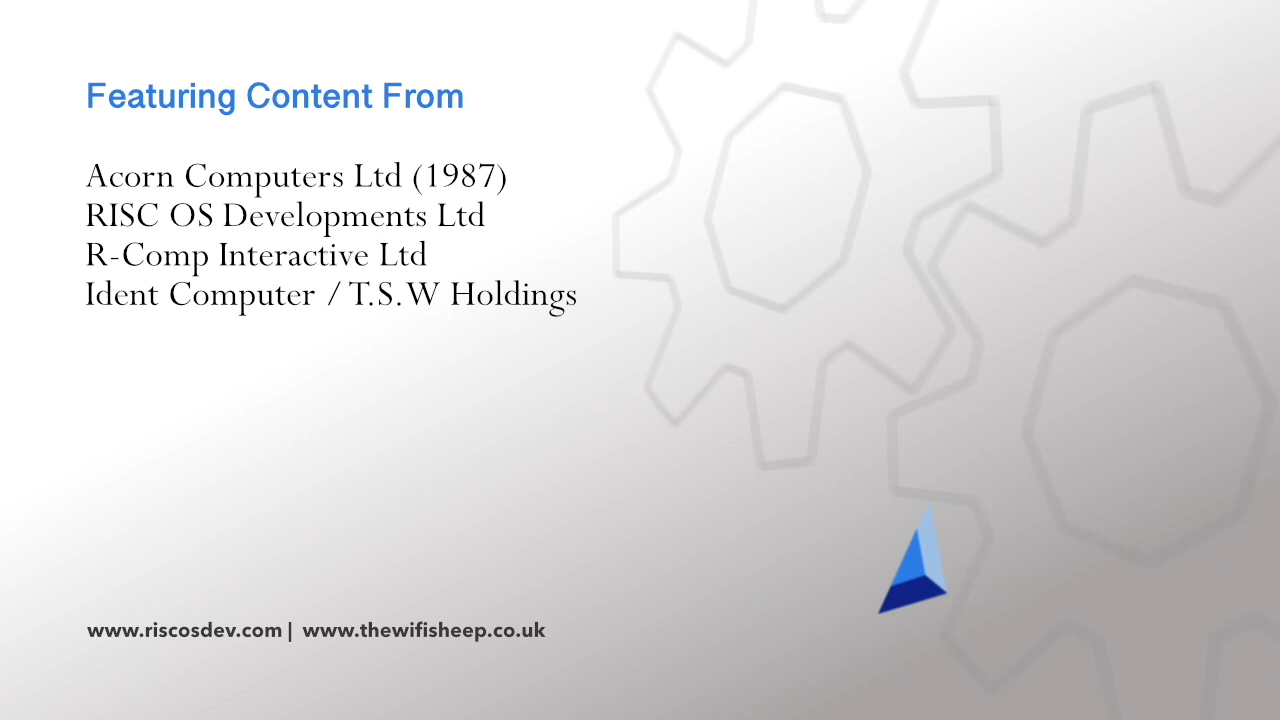 Featuring Content From
Acorn Computers Ltd (1987)
RISC OS Developments Ltd
R-Comp Interactive Ltd
Ident Computer / T.S.W Holdings
www.riscosdev.com | www.thewifisheep.co.uk